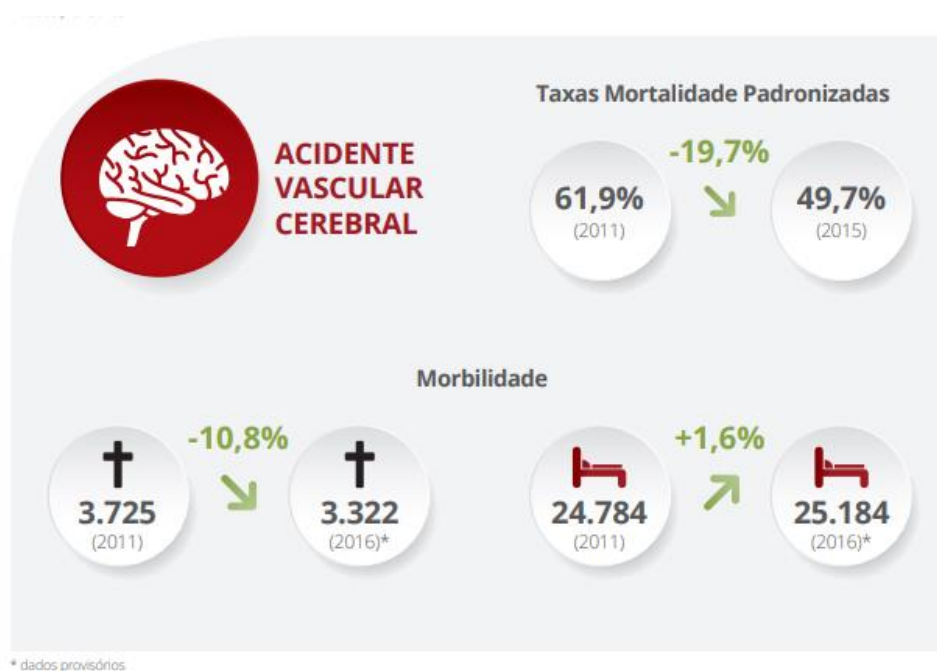 ACIDENTE
VASCULAR
CEREBRAL
Taxas Mortalidade Padronizadas
-19,7%
61,9%
(2011)
49,7%
(2015)
Morbilidade
-10,8%
3.725
(2011)
3.322
(2016)*
+1,6%
24.784
(2011)
25.184
(2016)*
* dados provisórios